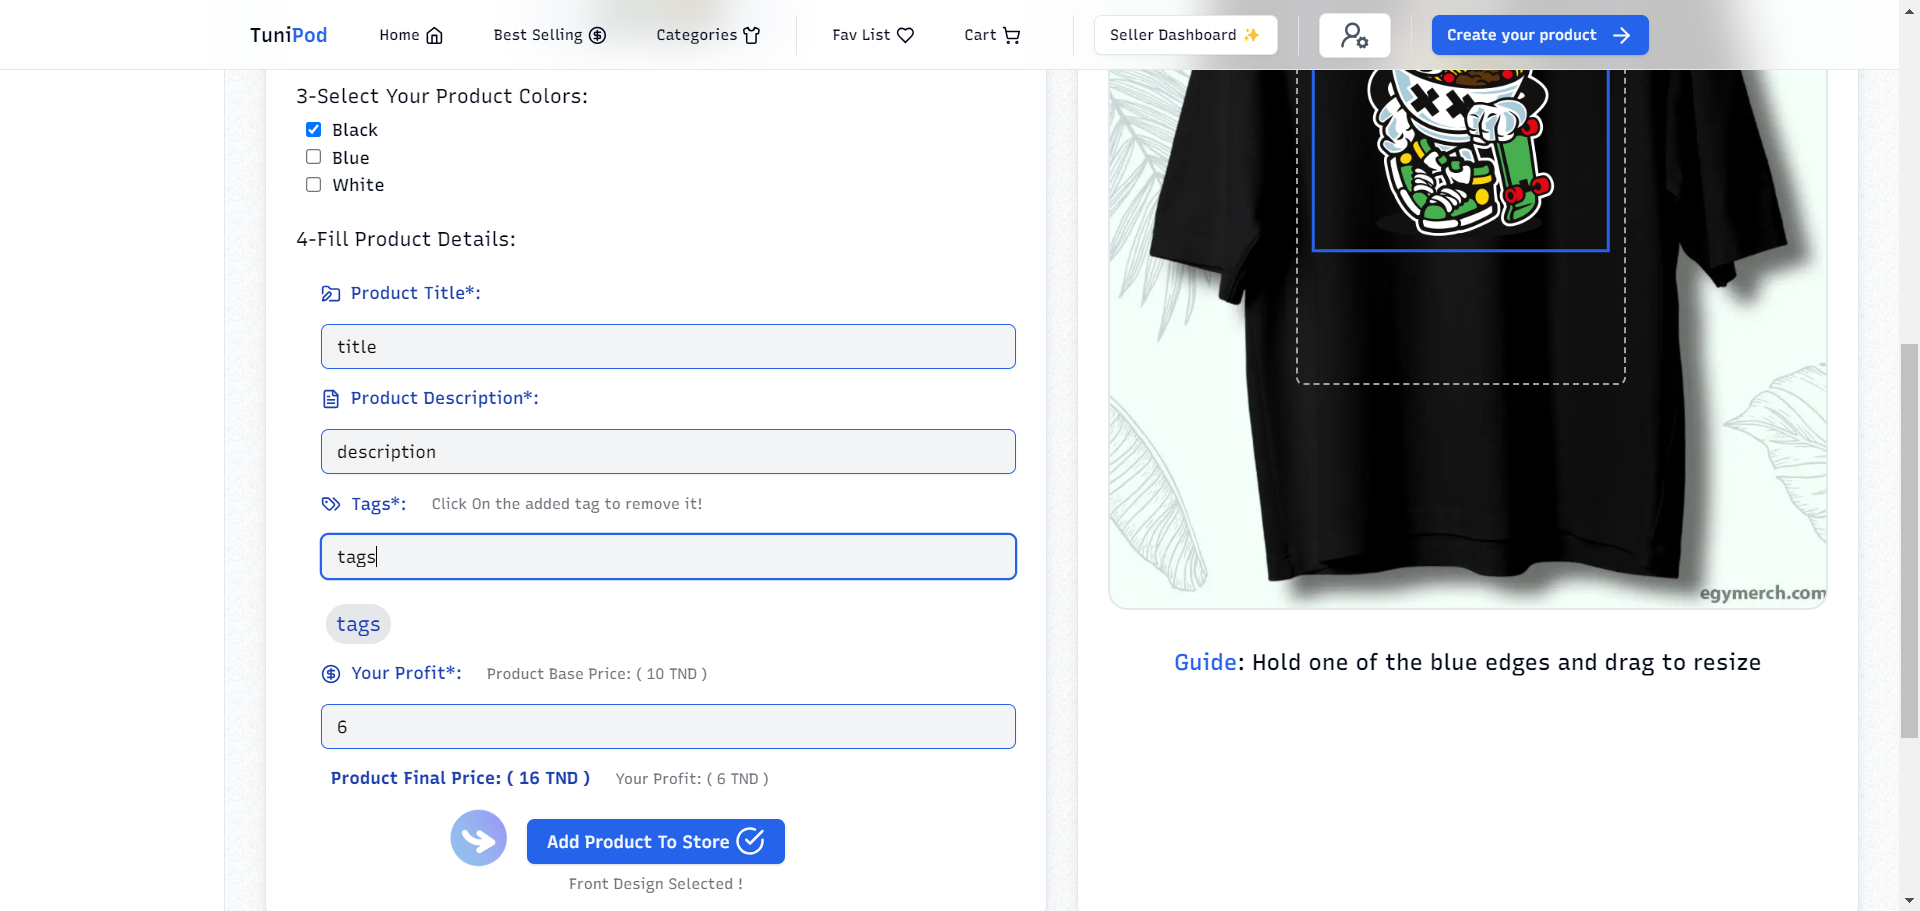 TuniPod
Home
Best Selling
Categories
Fav List
Cart
Seller Dashboard ✨
Create your product
3-Select Your Product Colors:
Black
Blue
White
4-Fill Product Details:
Product Title*:
title
Product Description*:
description
Tags*: Click On the added tag to remove it!
tags
tags
Your Profit*: Product Base Price: ( 10 TND )
6
Product Final Price: ( 16 TND ) Your Profit: ( 6 TND )
Add Product To Store
Front Design Selected !
egymerch.com
Guide: Hold one of the blue edges and drag to resize